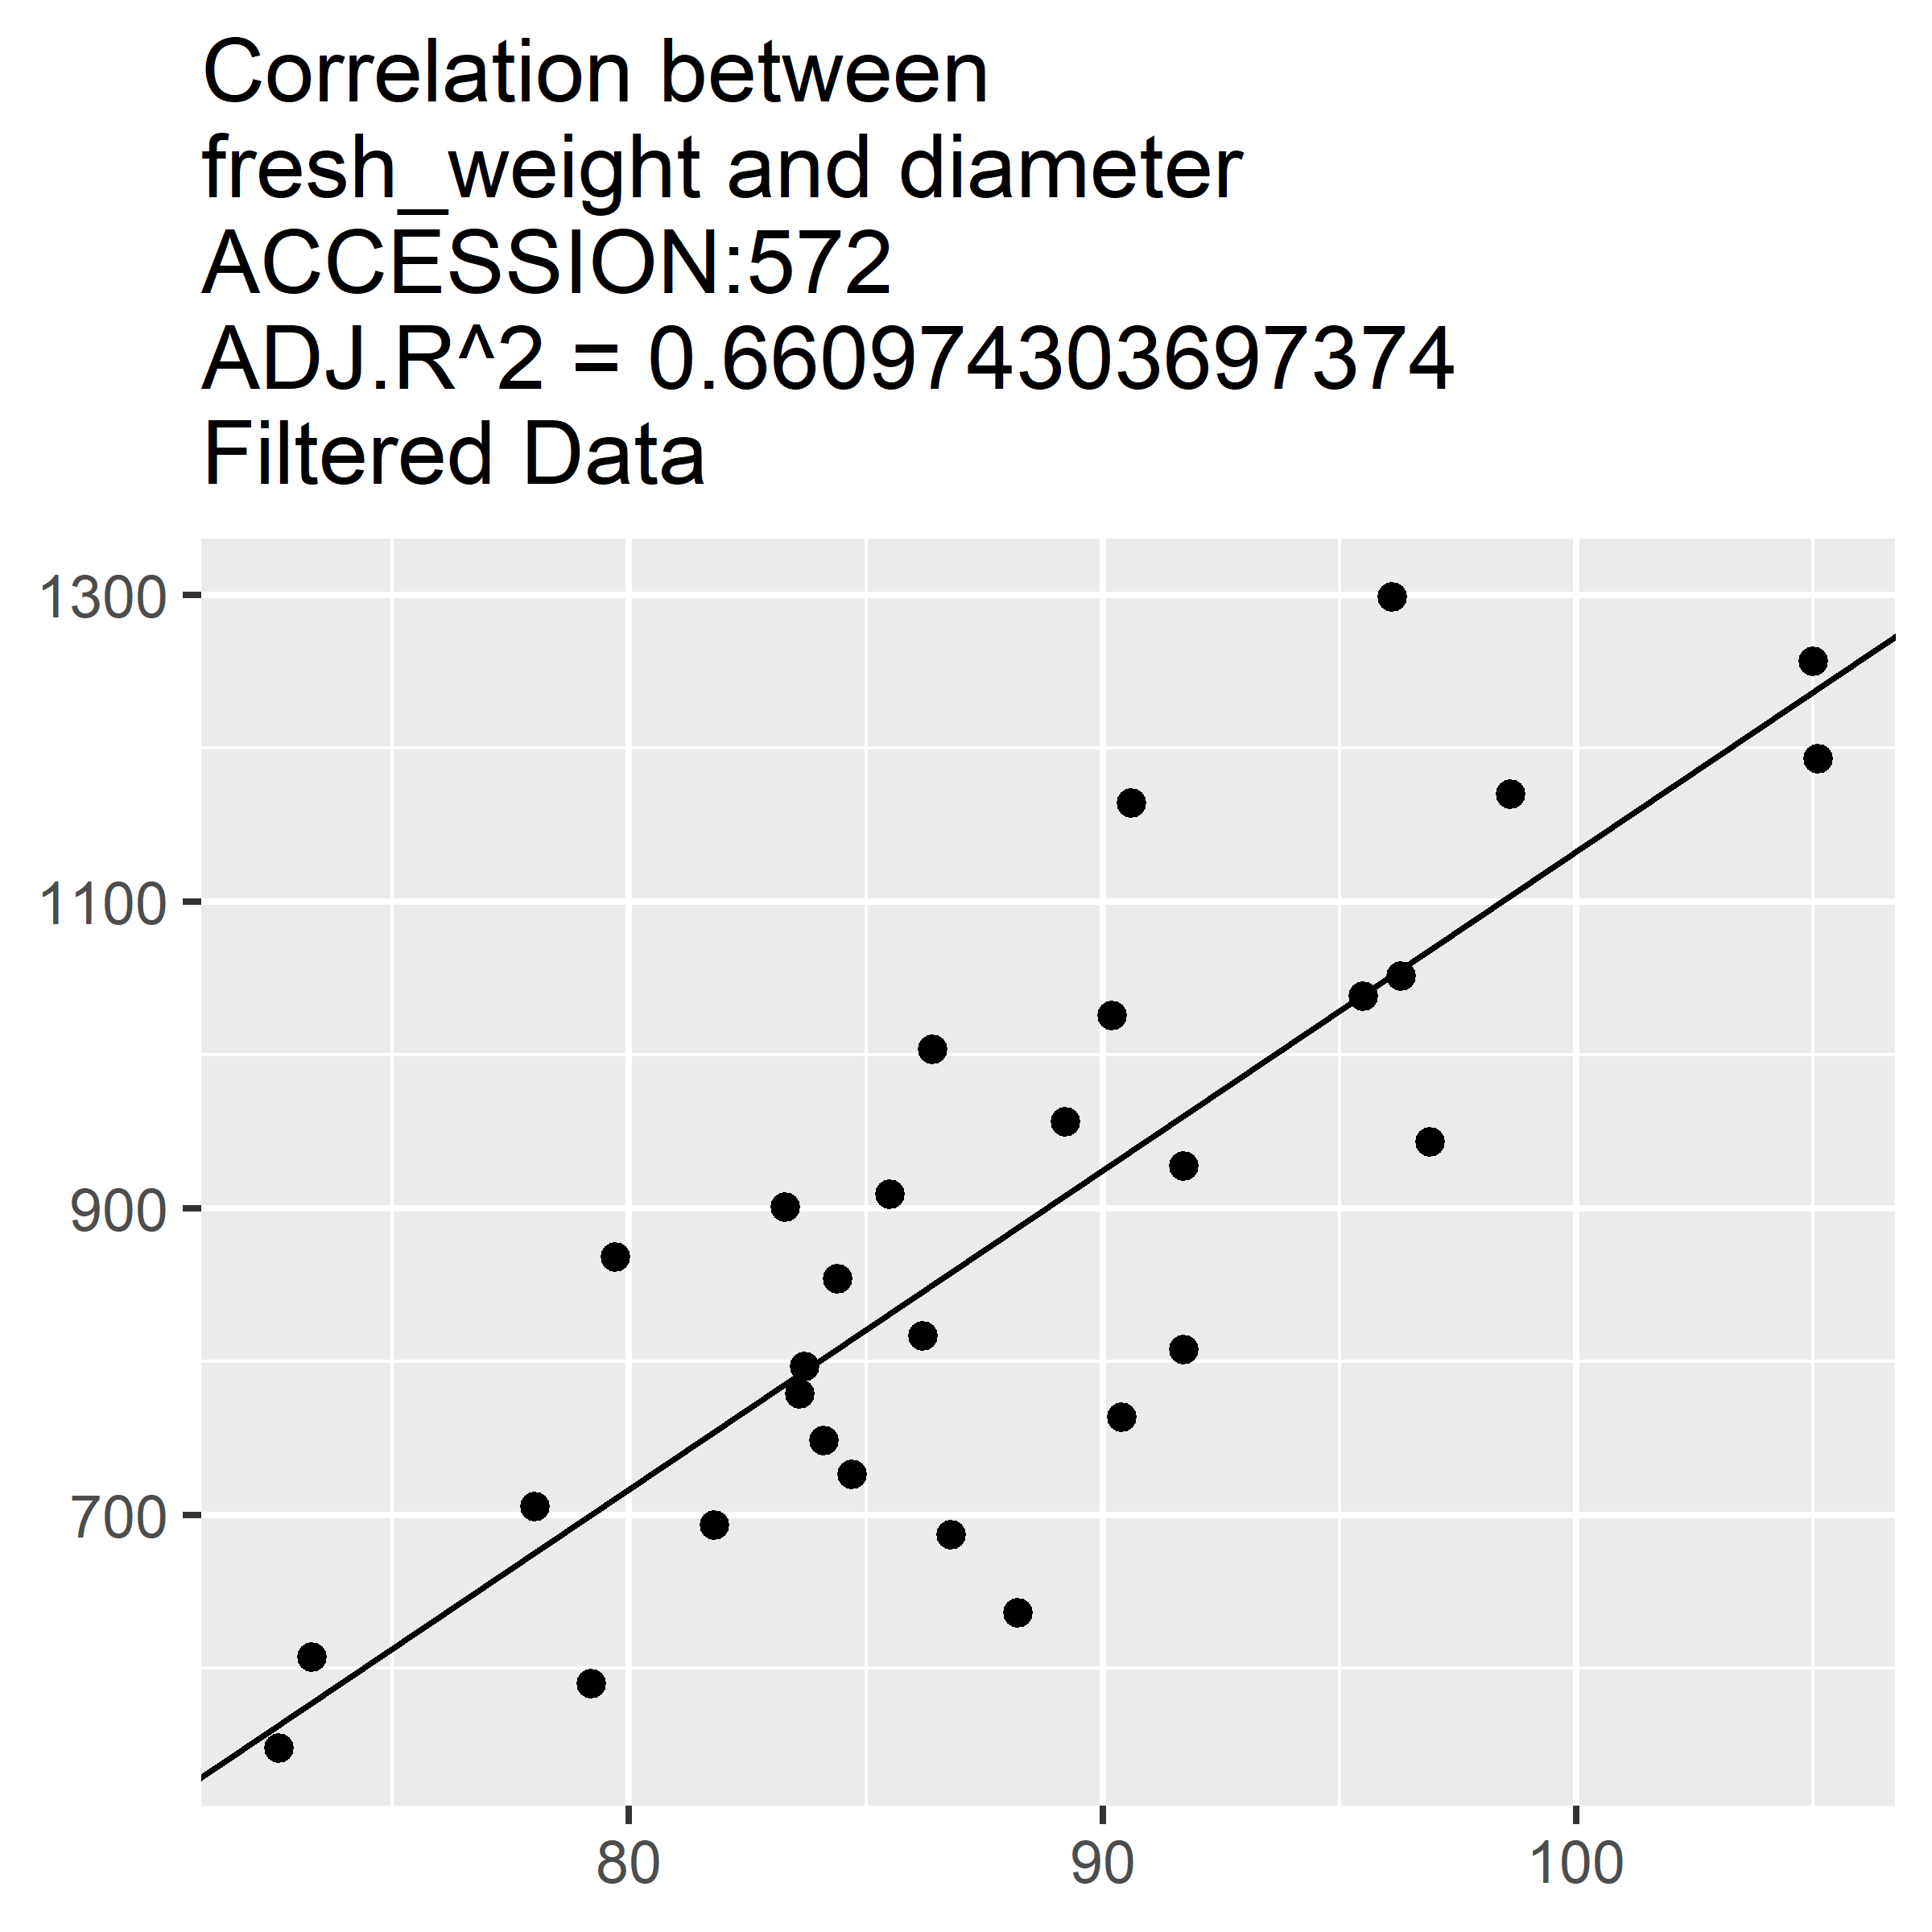 Correlation between
fresh_weight and diameter
ACCESSION:572
ADJ.R^2 = 0.660974303697374
Filtered Data
1300
1100
900
700
80 90 100